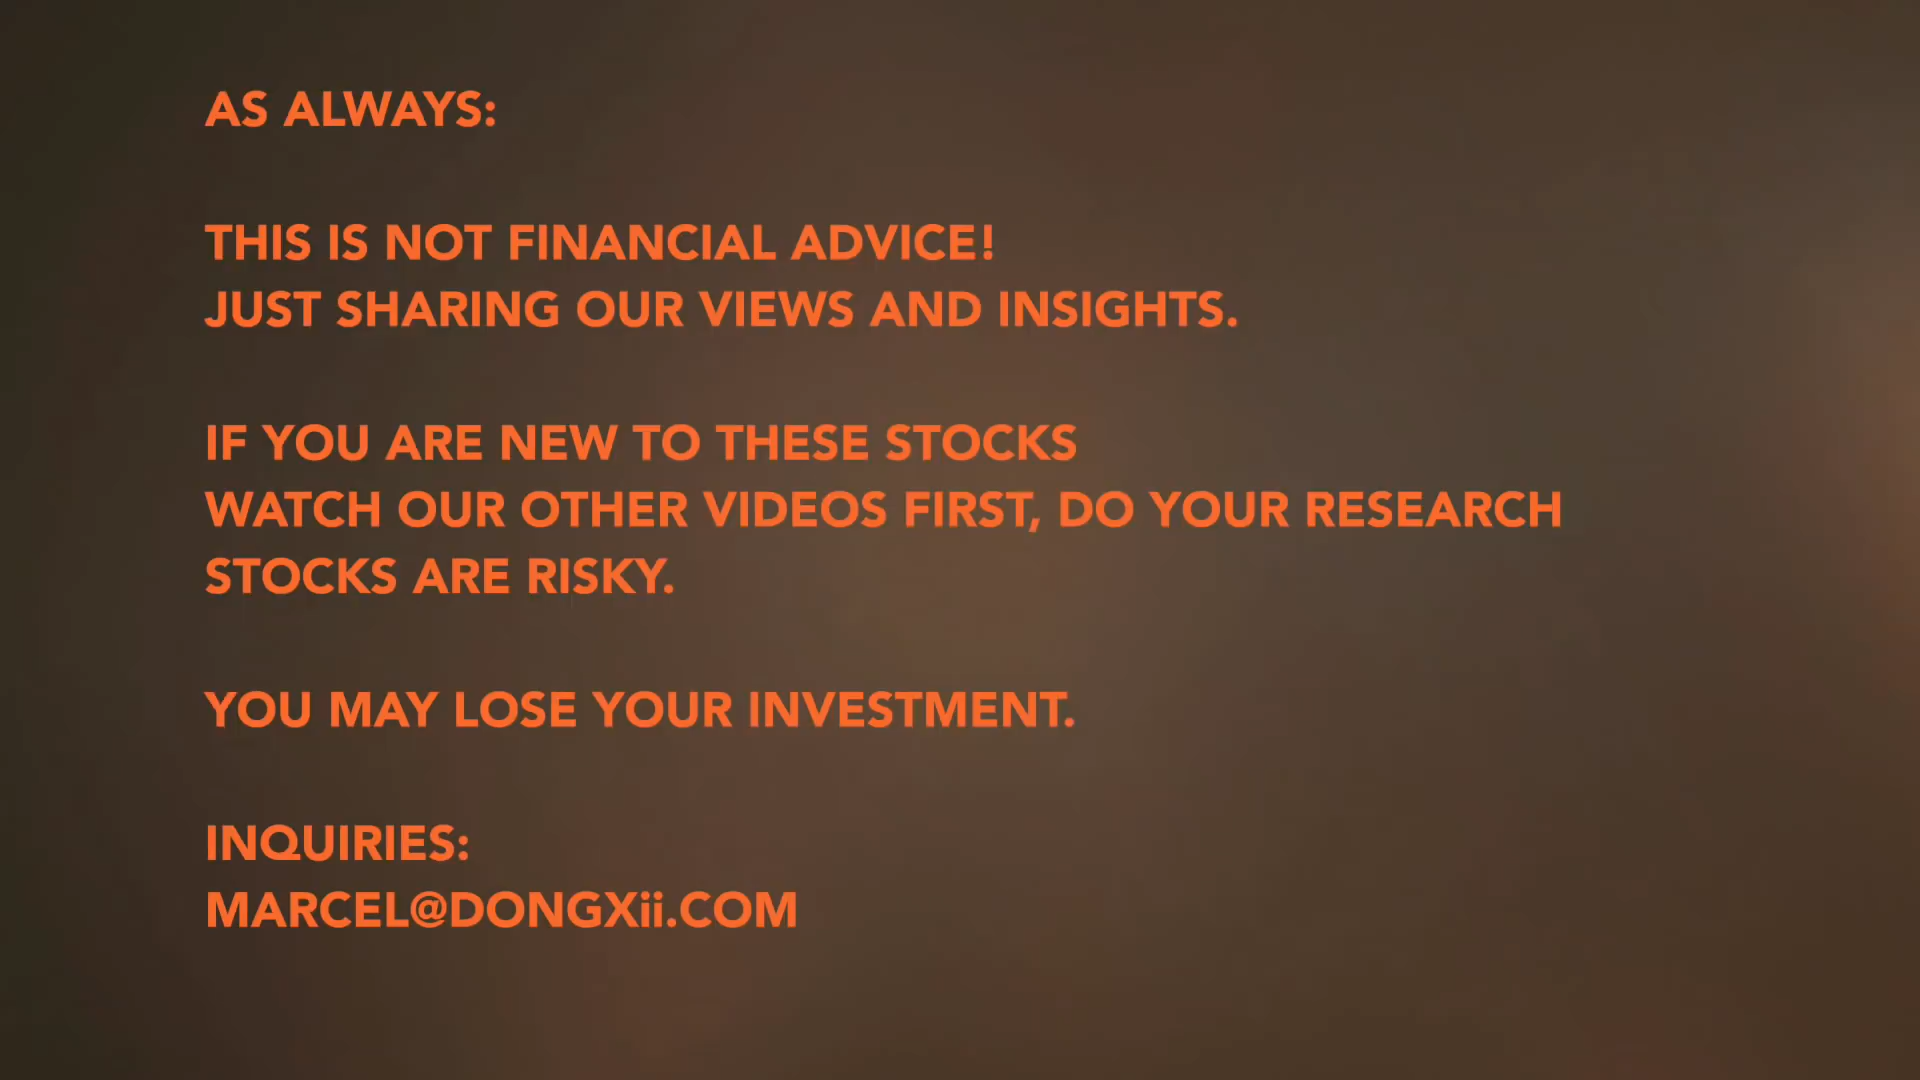 AS ALWAYS:
THIS IS NOT FINANCIAL ADVICE!
JUST SHARING OUR VIEWS AND INSIGHTS.
IF YOU ARE NEW TO THESE STOCKS
WATCH OUR OTHER VIDEOS FIRST, DO YOUR RESEARCH
STOCKS ARE RISKY.
YOU MAY LOSE YOUR INVESTMENT.
INQUIRIES:
MARCEL@DONGXii.COM